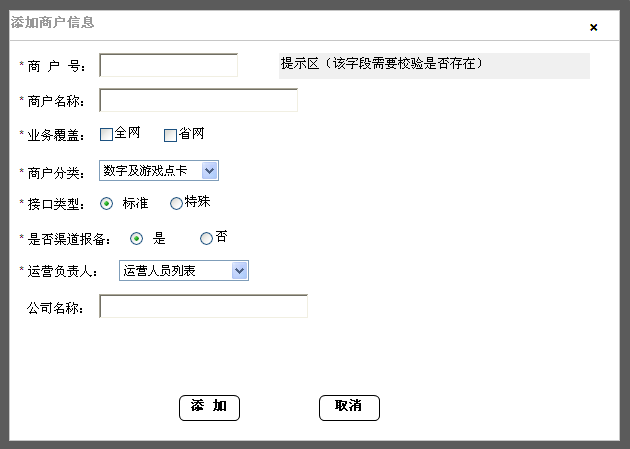 添加商户信息
* 商 户 号： 提示区（该字段需要校验是否存在）
* 商户名称：
* 业务覆盖： 全网 省网
* 商户分类： 数字及游戏点卡
* 接口类型： 标准 特殊
* 是否渠道报备： 是 否
* 运营负责人： 运营人员列表
公司名称：
添 加 取消